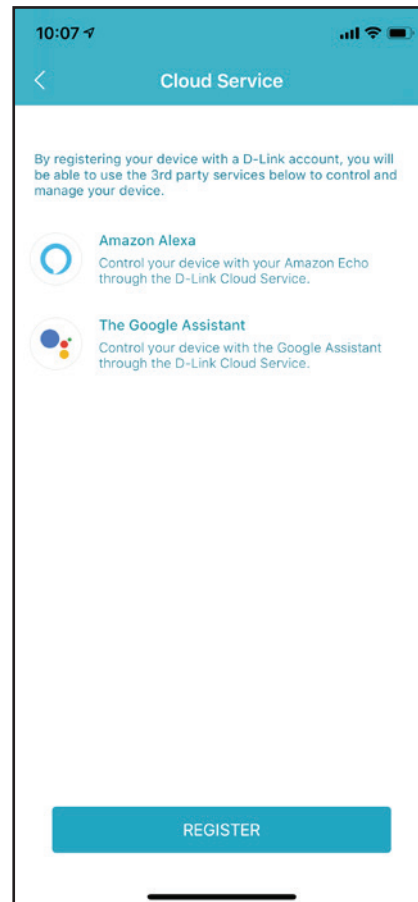 10:07
Cloud Service
By registering your device with a D-Link account, you will
be able to use the 3rd party services below to control and
manage your device.
Amazon Alexa
Control your device with your Amazon Echo
through the D-Link Cloud Service.
The Google Assistant
Control your device with the Google Assistant
through the D-Link Cloud Service.
REGISTER